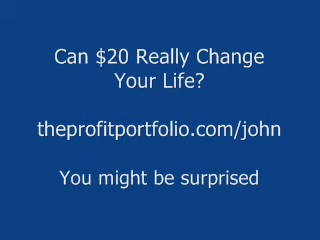 Can $20 Really Change
Your Life?
theprofitportfolio.com/john
You might be surprised